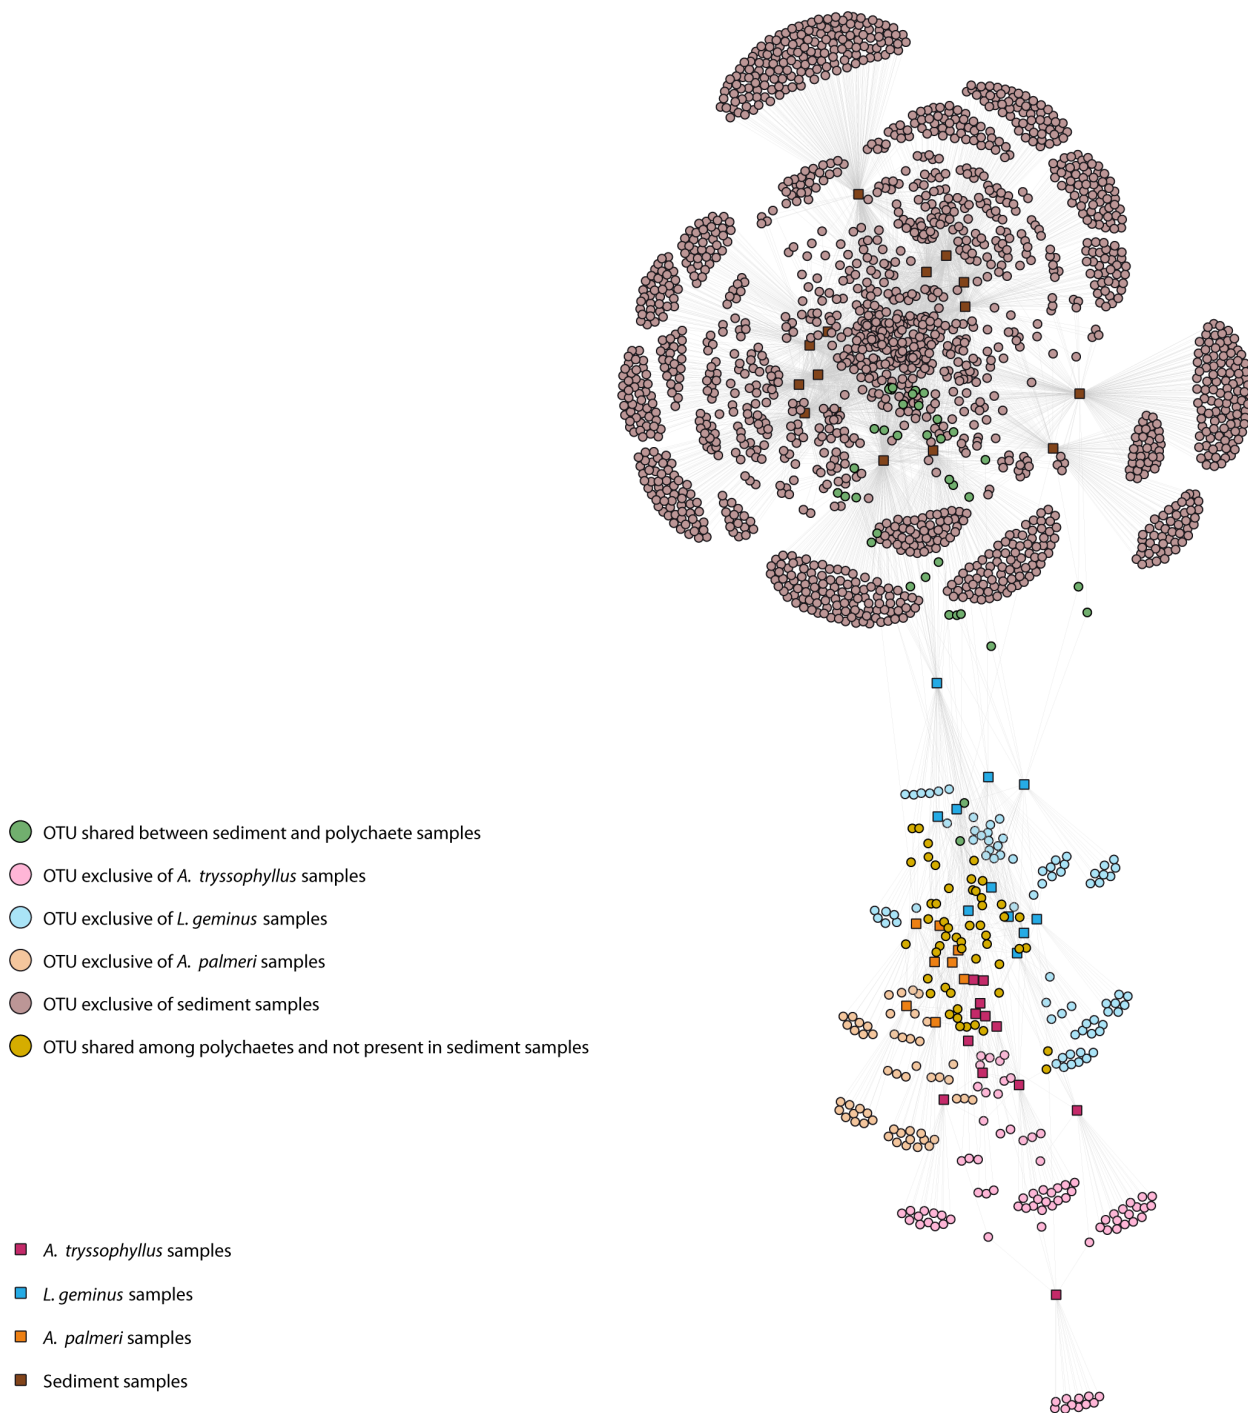 OTU shared between sediment and polychaete samples
OTU exclusive of A. tryssophyllus samples
OTU exclusive of L. geminus samples
OTU exclusive of A. palmeri samples
OTU exclusive of sediment samples
OTU shared among polychaetes and not present in sediment samples
A. tryssophyllus samples
L. geminus samples
A. palmeri samples
Sediment samples